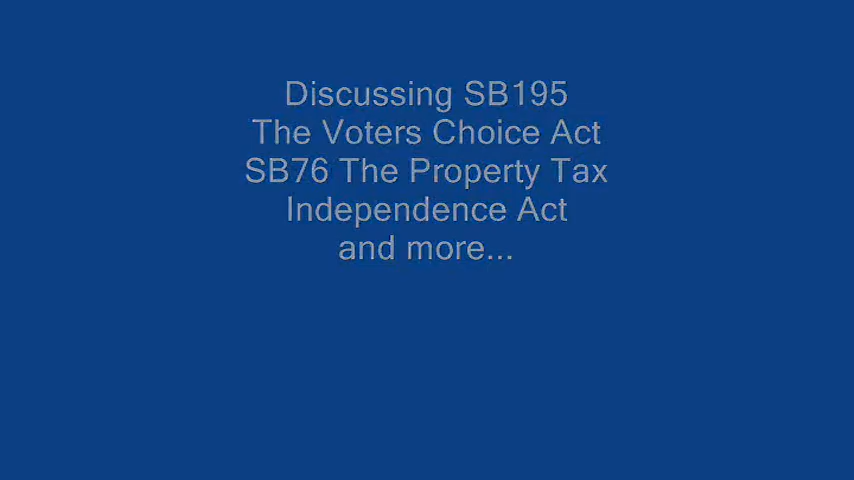 Discussing SB195
The Voters Choice Act
SB76 The Property Tax
Independence Act
and more...